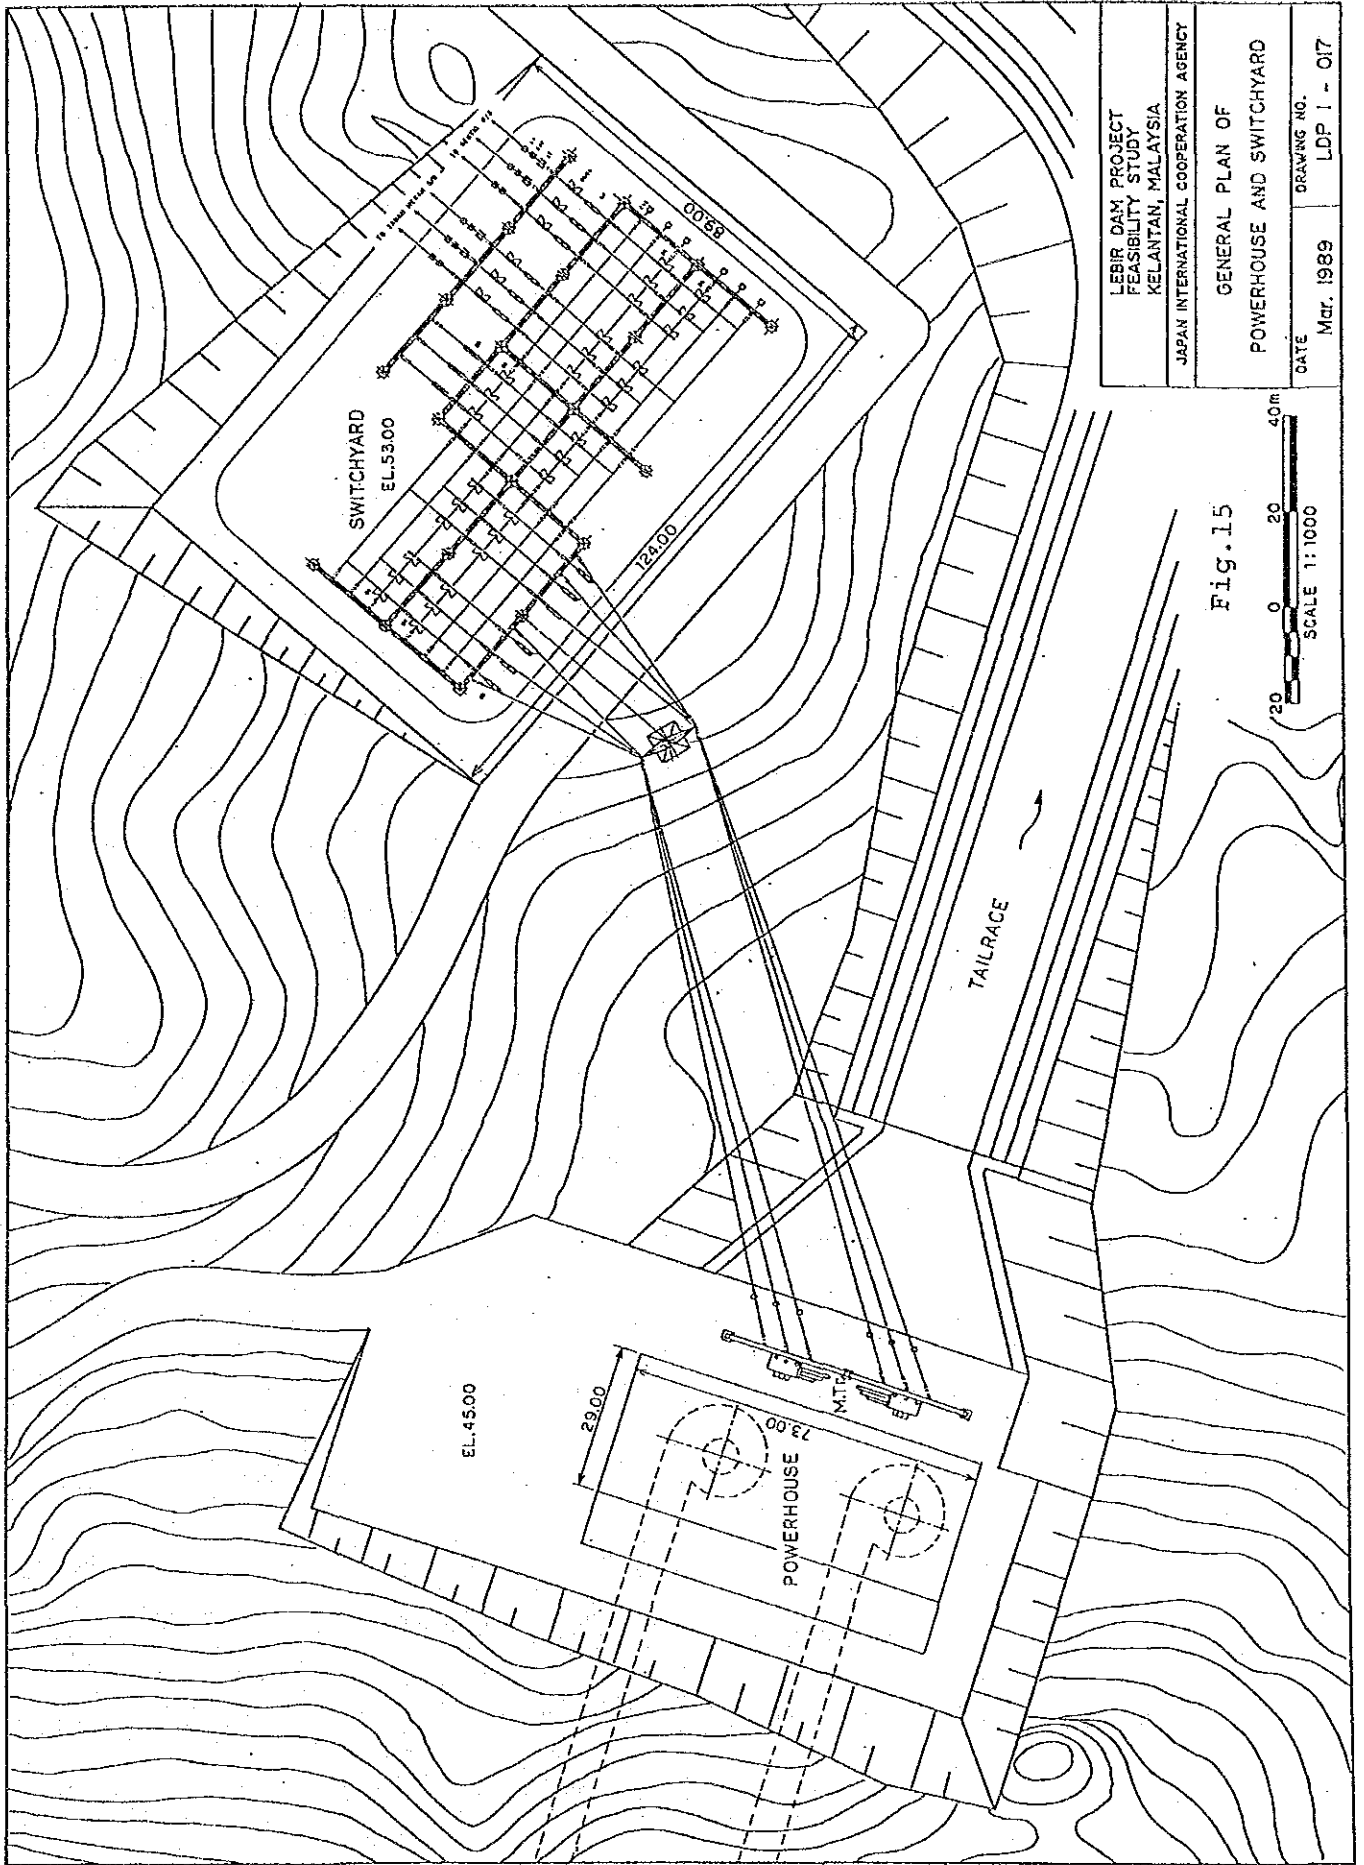 SWITCHYARD
EL.53.00
89.00
124.00
EL.45.00
29.00
73.00
POWERHOUSE
M.Tr.
TAILRACE
Fig.15
20 0 20 40m
SCALE 1:1000
LEBIR DAM PROJECT
FEASIBILITY STUDY
KELANTAN, MALAYSIA
JAPAN INTERNATIONAL COOPERATION AGENCY
GENERAL PLAN OF
POWERHOUSE AND SWITCHYARD
DATE
Mar. 1989
DRAWING NO.
LDP 1 - 017